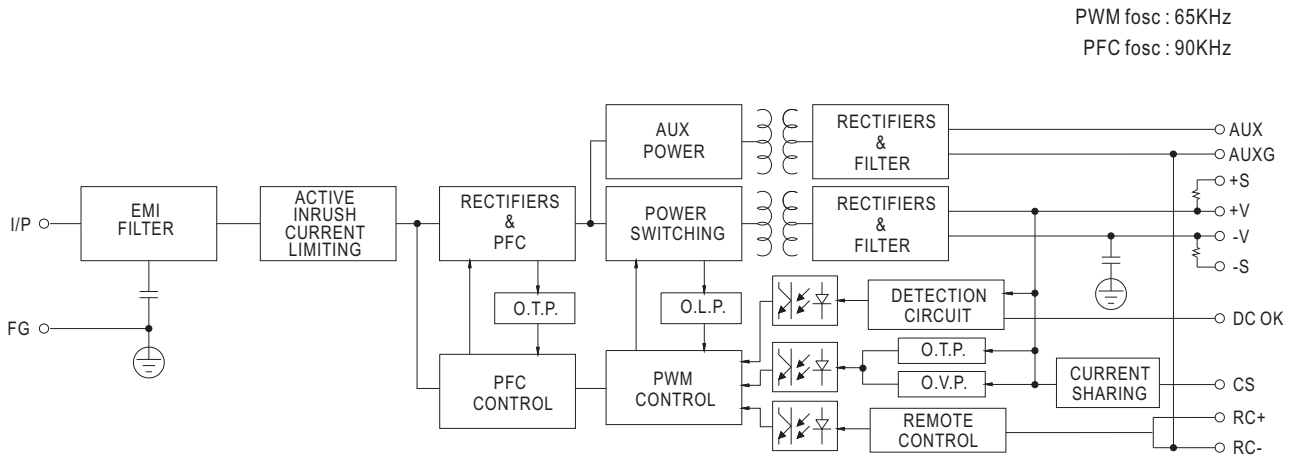 PWM fosc : 65KHz
PFC fosc : 90KHz
AUX
POWER
RECTIFIERS
&
FILTER
AUX
AUXG
+S
I/P
EMI
FILTER
ACTIVE
INRUSH
CURRENT
LIMITING
RECTIFIERS
&
PFC
POWER
SWITCHING
RECTIFIERS
&
FILTER
+V
-V
-S
O.T.P.
O.L.P.
DETECTION
CIRCUIT
DC OK
FG
PFC
CONTROL
PWM
CONTROL
O.T.P.
O.V.P.
CURRENT
SHARING
CS
REMOTE
CONTROL
RC+
RC-